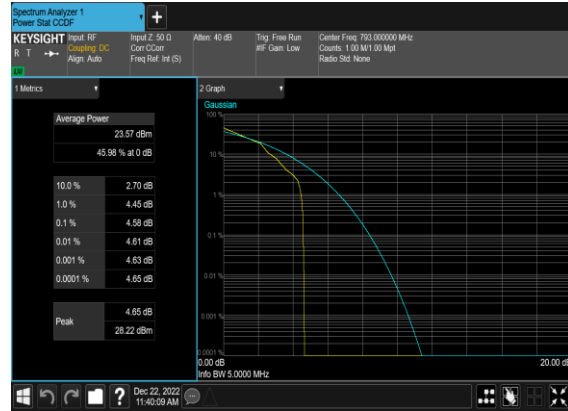 Spectrum Analyzer 1
Power Stat CCDF
KEYSIGHT
R T
LXI
Input: RF
Coupling: DC
Align: Auto
Input Z: 50 Ω
Corr CCorr
Freq Ref: Int (S)
Atten: 40 dB
Trig: Free Run
#IF Gain: Low
Center Freq: 793.000000 MHz
Counts: 1.00 M/1.00 Mpt
Radio Std: None
1 Metrics
Average Power
23.57 dBm
45.98 % at 0 dB
10.0 % 2.70 dB
1.0 % 4.45 dB
0.1 % 4.58 dB
0.01 % 4.61 dB
0.001 % 4.63 dB
0.0001 % 4.65 dB
Peak
4.65 dB
28.22 dBm
2 Graph
Gaussian
100 %
10 %
1 %
0.1 %
0.01 %
0.001 %
0.0001 %
0.00 dB
20.00 dB
Info BW 5.0000 MHz
Dec 22, 2022
11:40:09 AM